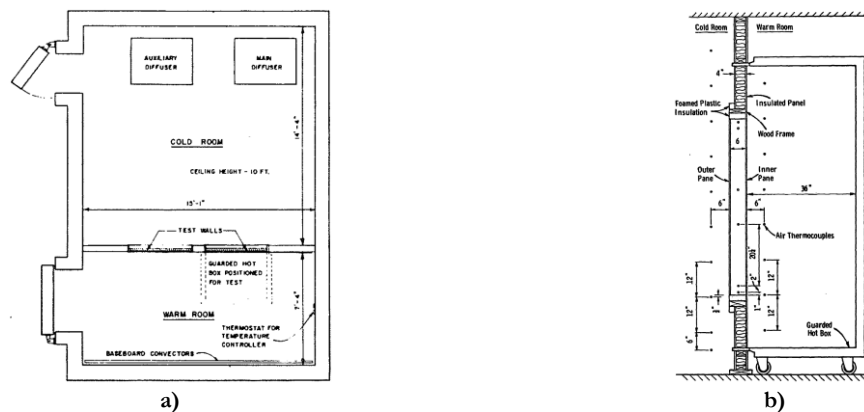 AUXILIARY
DIFFUSER
MAIN
DIFFUSER
COLD ROOM
CEILING HEIGHT - 10 FT.
14'-4"
15'-1"
TEST WALLS
GUARDED HOT
BOX POSITIONED
FOR TEST
WARM ROOM
7'-4"
THERMOSTAT FOR
TEMPERATURE
CONTROLLER
BASEBOARD CONVECTORS
a)
Cold Room
Warm Room
4"
Foamed Plastic
Insulation
Insulated Panel
Wood Frame
6
Outer
Pane
Inner
Pane
36"
6"
6"
Air Thermocouples
2"
12"
12"
1"
12"
12"
6"
Guarded
Hot Box
b)